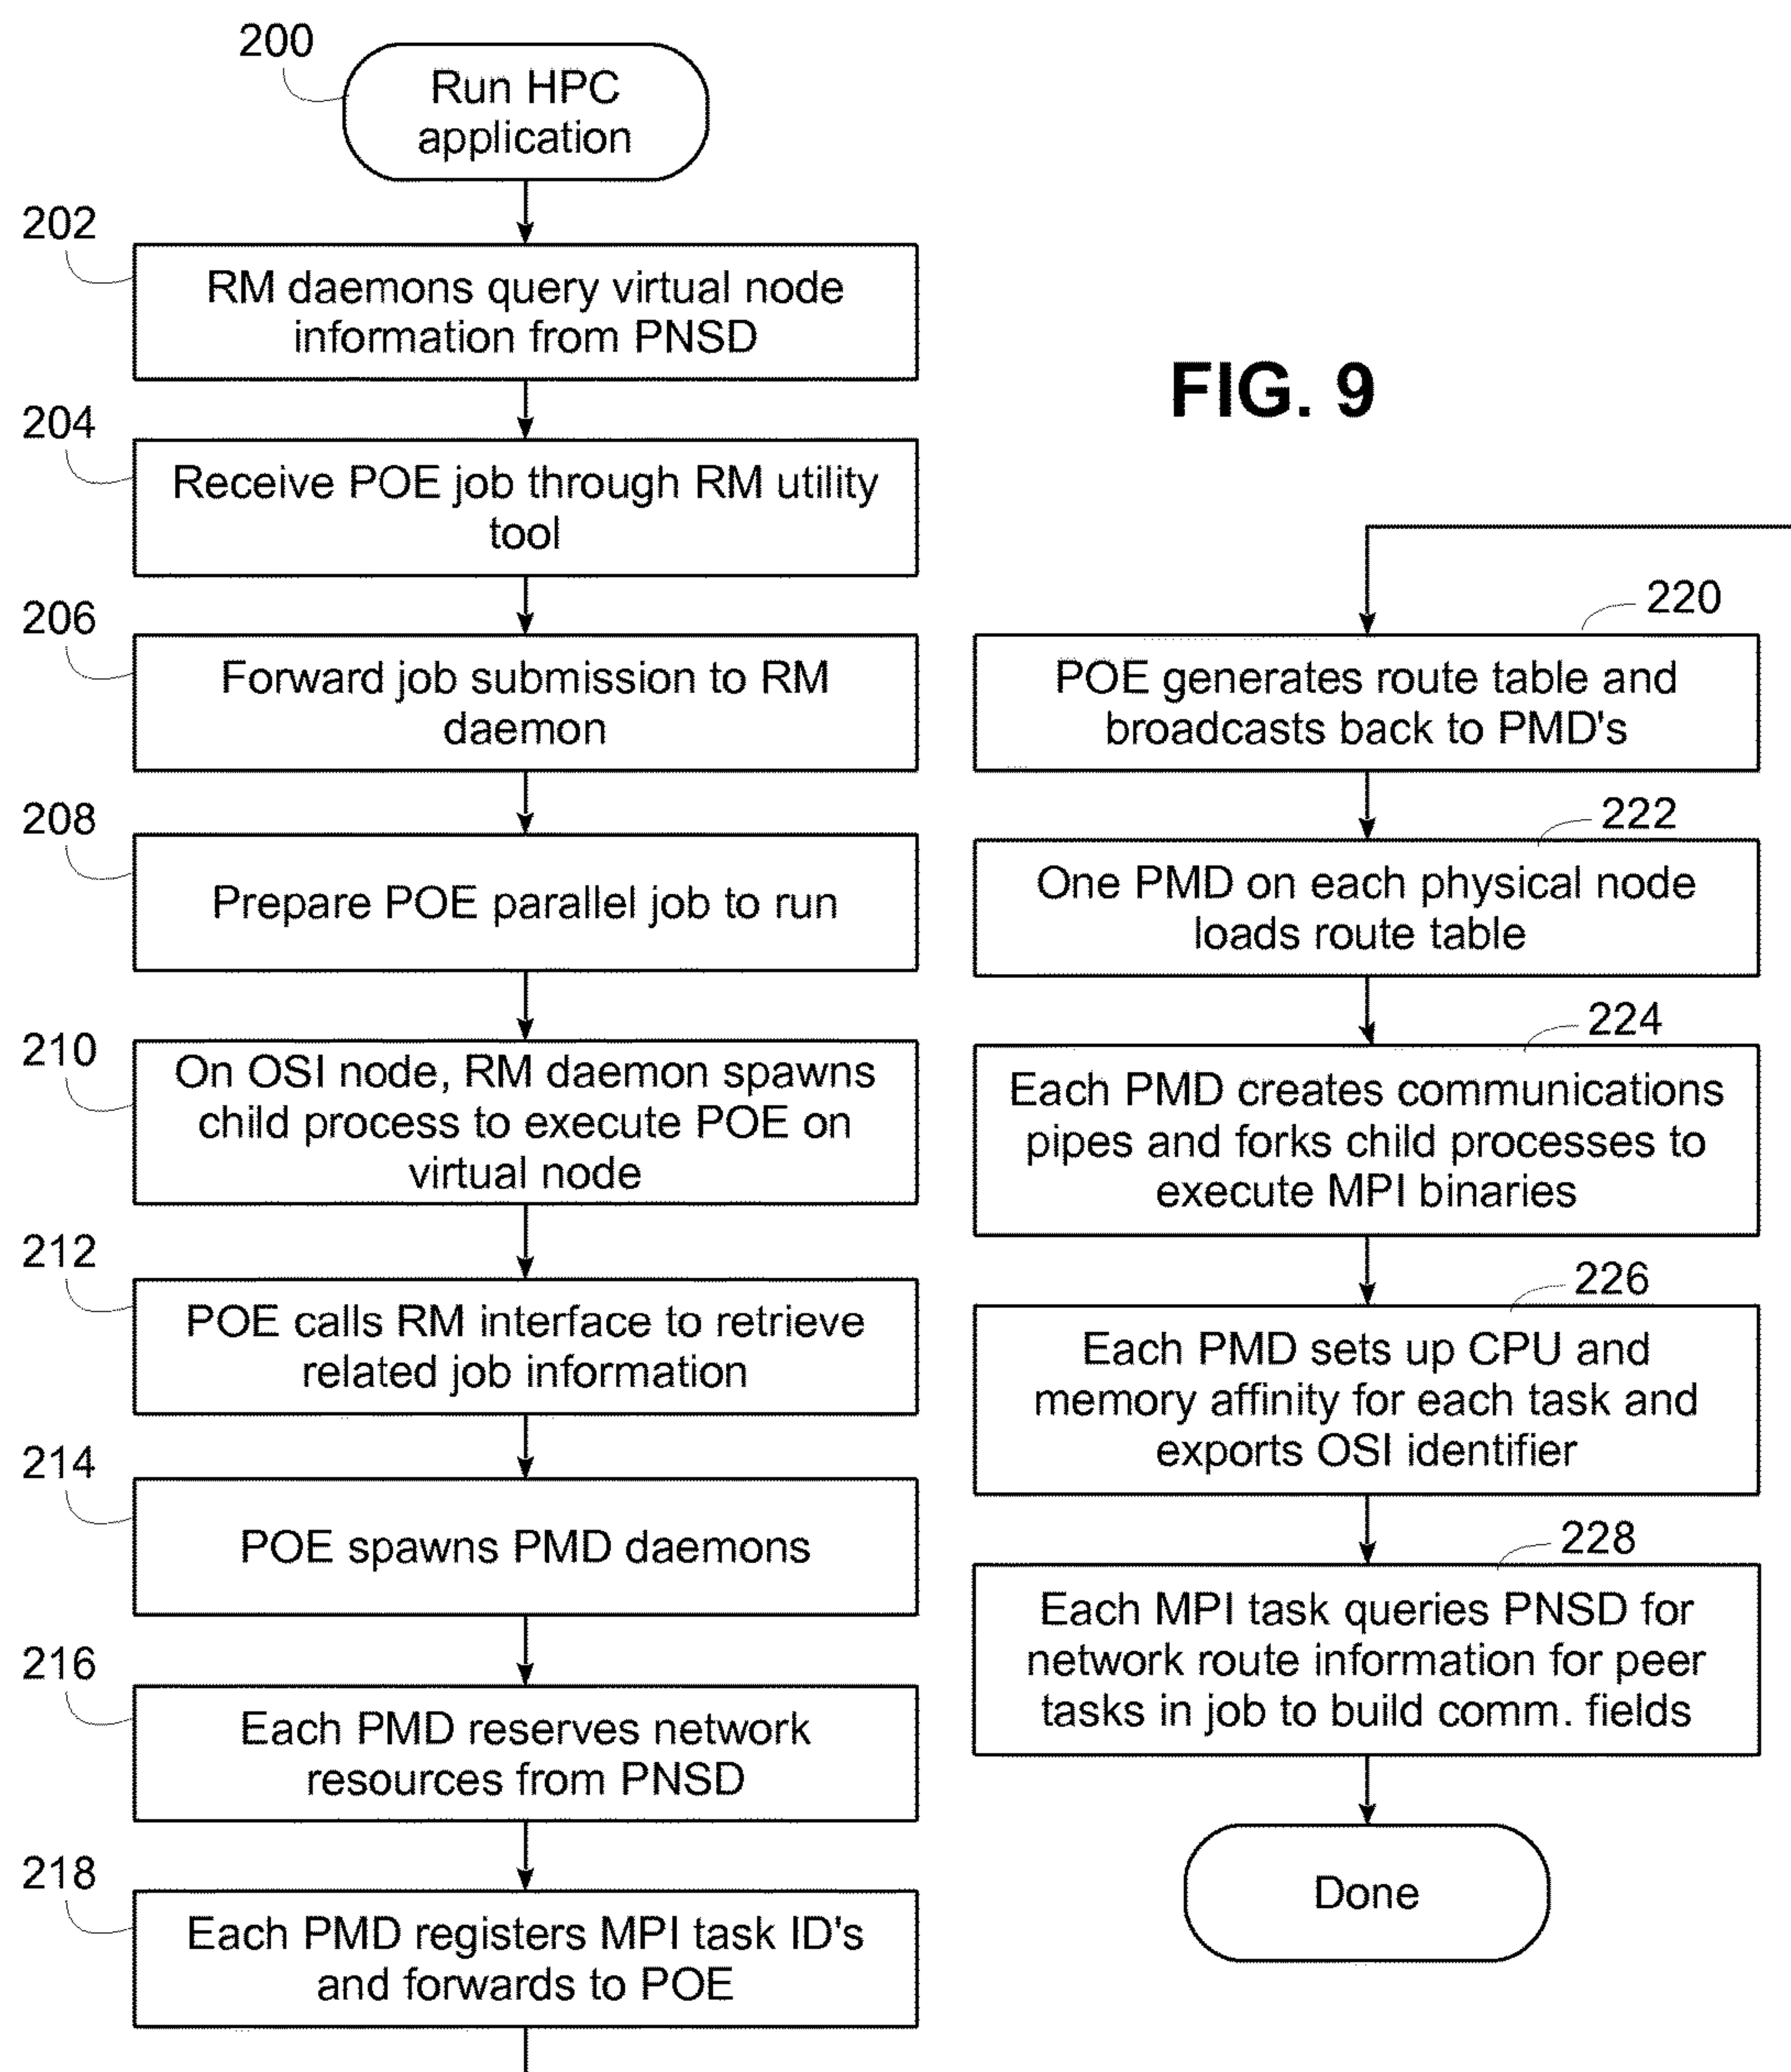 200
Run HPC
application
202
RM daemons query virtual node
information from PNSD
204
Receive POE job through RM utility
tool
206
Forward job submission to RM
daemon
208
Prepare POE parallel job to run
210
On OSI node, RM daemon spawns
child process to execute POE on
virtual node
212
POE calls RM interface to retrieve
related job information
214
POE spawns PMD daemons
216
Each PMD reserves network
resources from PNSD
218
Each PMD registers MPI task ID's
and forwards to POE
FIG. 9
220
POE generates route table and
broadcasts back to PMD's
222
One PMD on each physical node
loads route table
224
Each PMD creates communications
pipes and forks child processes to
execute MPI binaries
226
Each PMD sets up CPU and
memory affinity for each task and
exports OSI identifier
228
Each MPI task queries PNSD for
network route information for peer
tasks in job to build comm. fields
Done